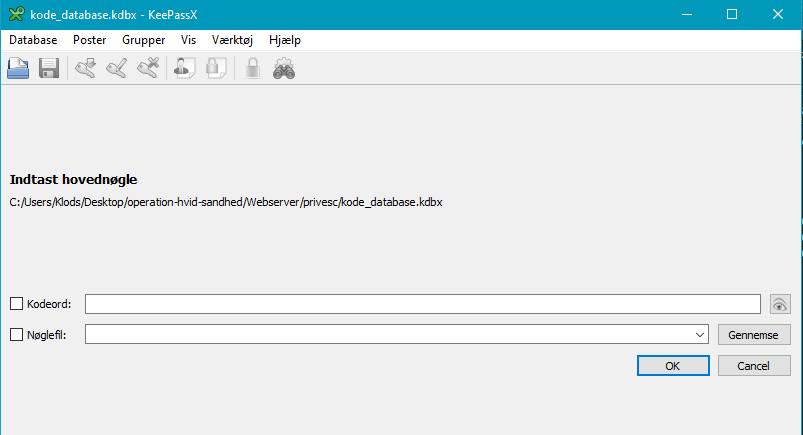 kode_database.kdbx - KeePassX
Database Poster Grupper Vis Værktøj Hjælp
Indtast hovednøgle
C:/Users/Klods/Desktop/operation-hvid-sandhed/Webserver/privesc/kode_database.kdbx
Kodeord:
Nøglefil: Gennemse
OK Cancel